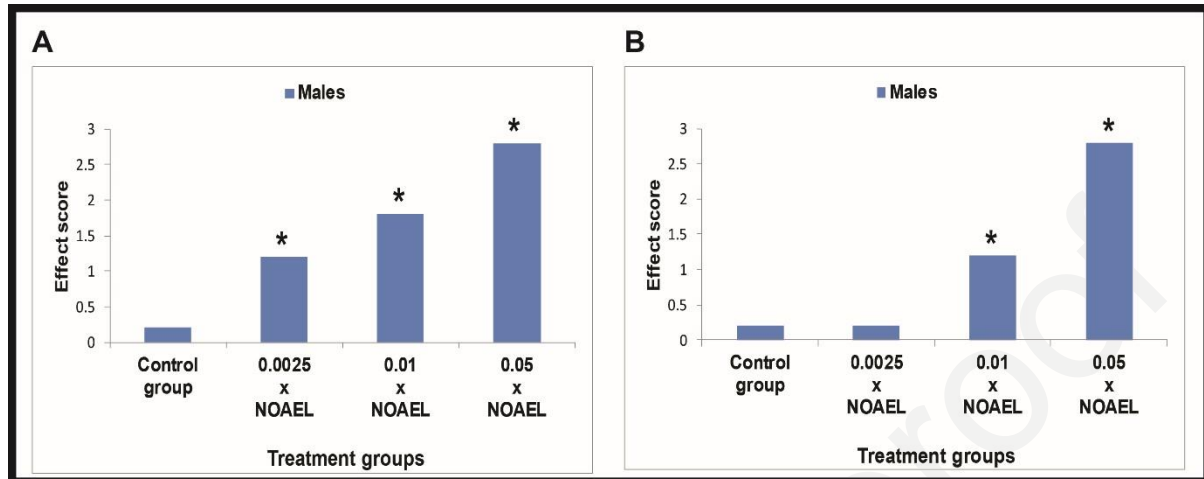 A
Males
Effect score
3
2.5
2
1.5
1
0.5
0
*
*
*
Control group
0.0025 x NOAEL
0.01 x NOAEL
0.05 x NOAEL
Treatment groups
B
Males
Effect score
3
2.5
2
1.5
1
0.5
0
*
*
Control group
0.0025 x NOAEL
0.01 x NOAEL
0.05 x NOAEL
Treatment groups
roof